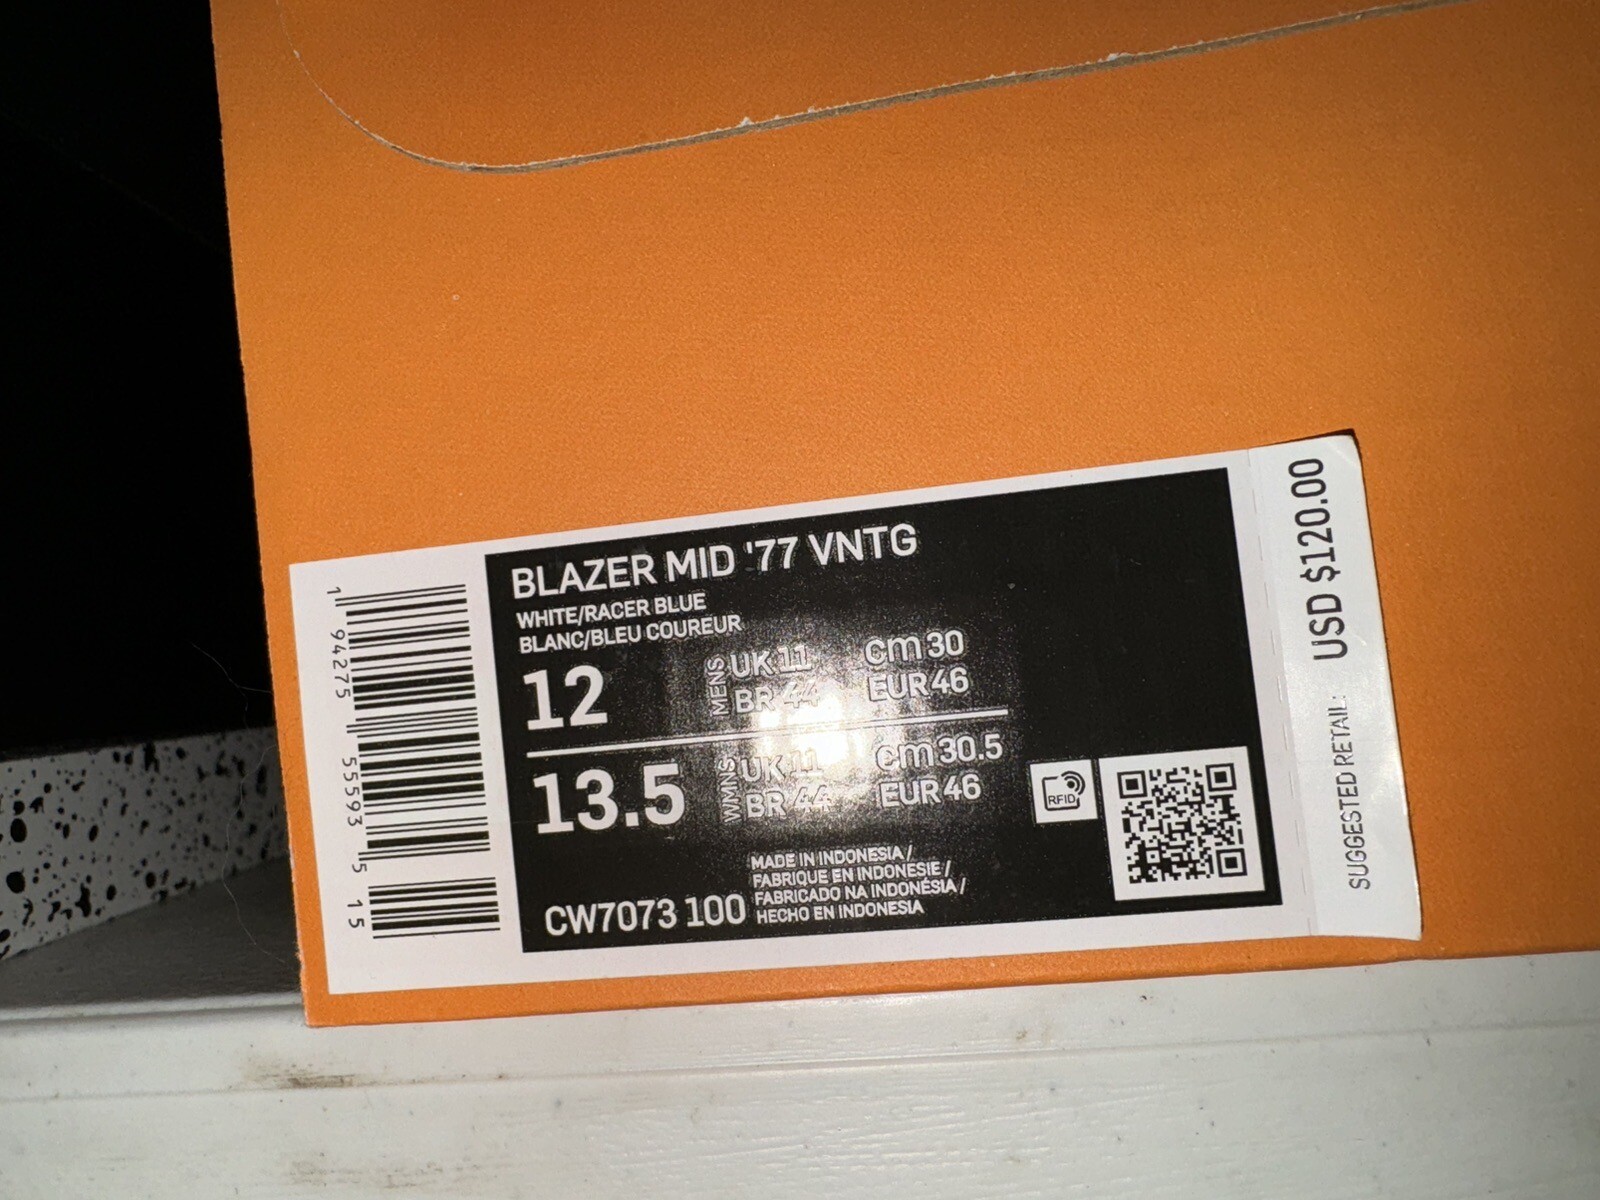 BLAZER MID '77 VNTG
WHITE/RACER BLUE
BLANC/BLEU COUREUR
12 MENS UK 11 cm 30
BR 44 EUR 46
13.5 WMNS UK 11 cm 30.5
BR 44 EUR 46
CW7073 100
MADE IN INDONESIA /
FABRIQUE EN INDONESIE /
FABRICADO NA INDONÉSIA /
HECHO EN INDONESIA
RFID
1 94275 55593 5 15
SUGGESTED RETAIL: USD $120.00